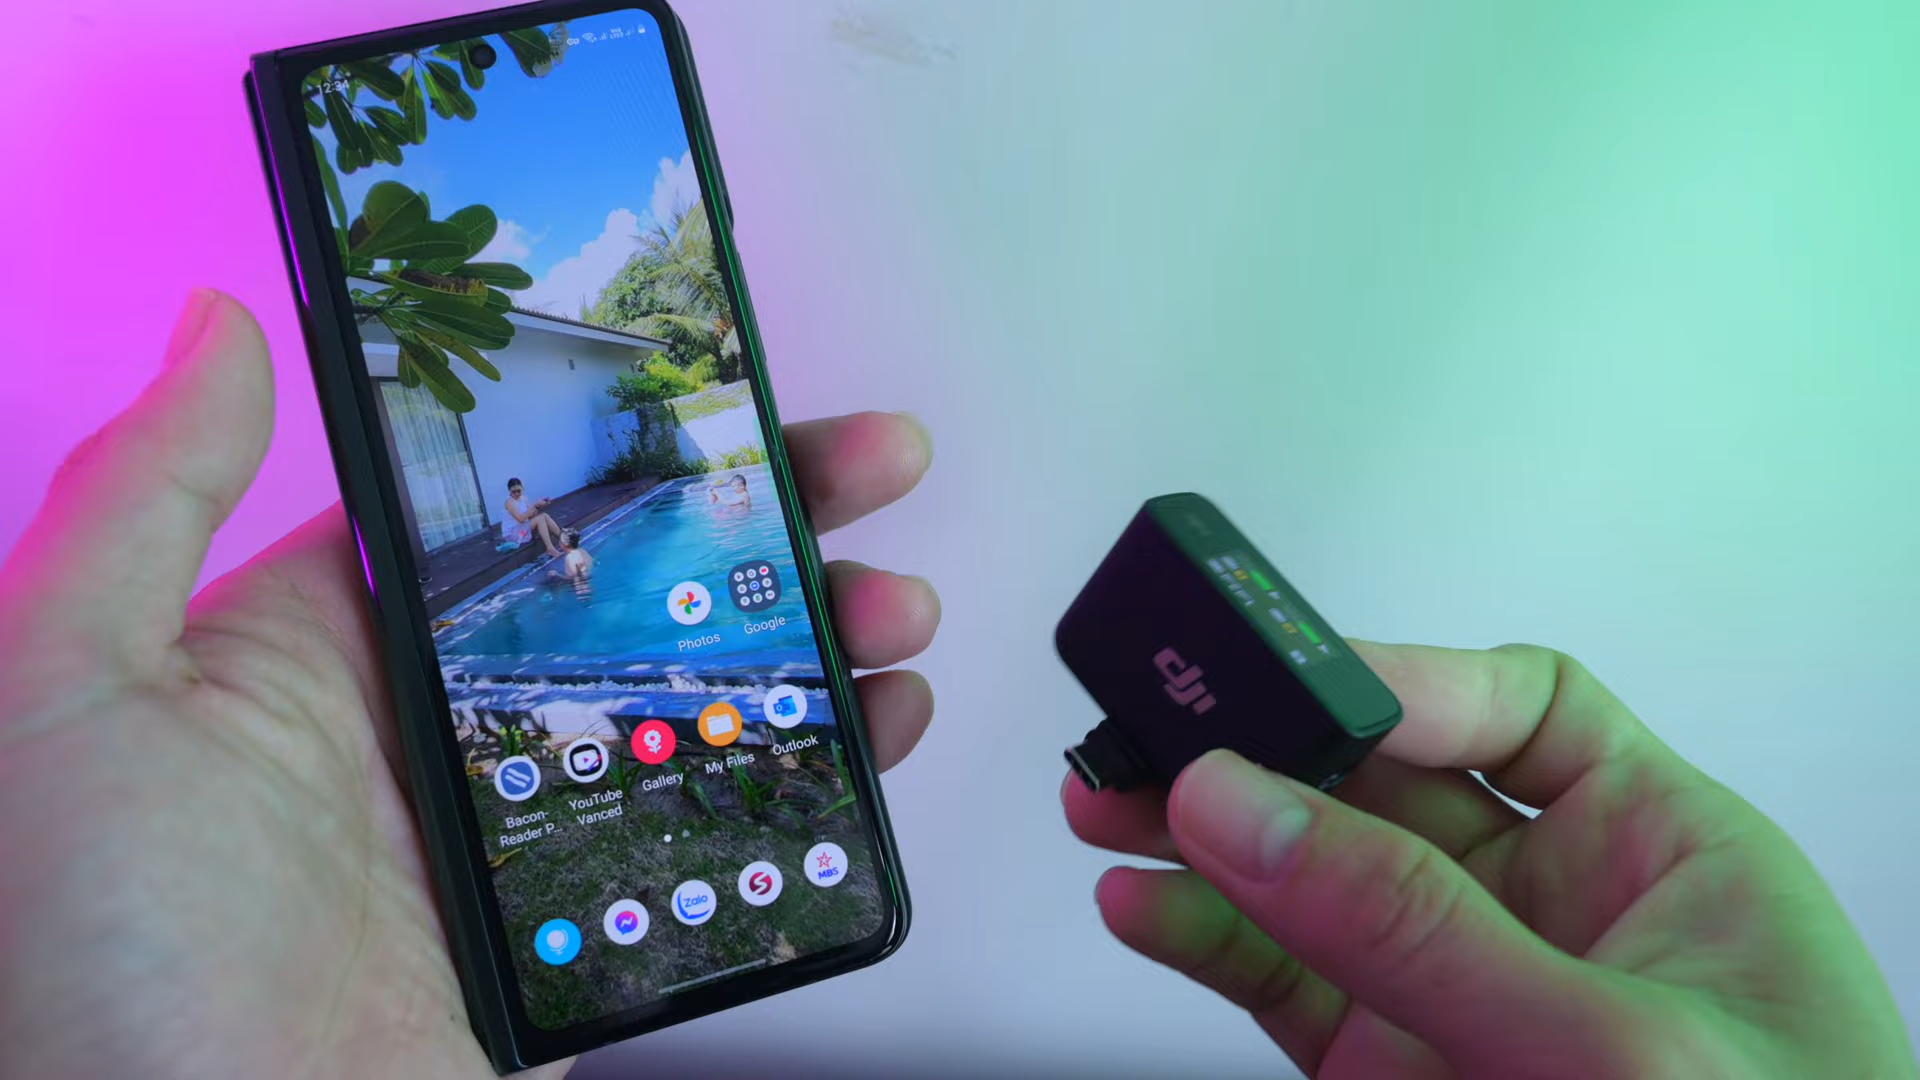 12:34
Photos
Google
Bacon-
Reader P...
YouTube
Vanced
Gallery
My Files
Outlook
Zalo
MBS
dji